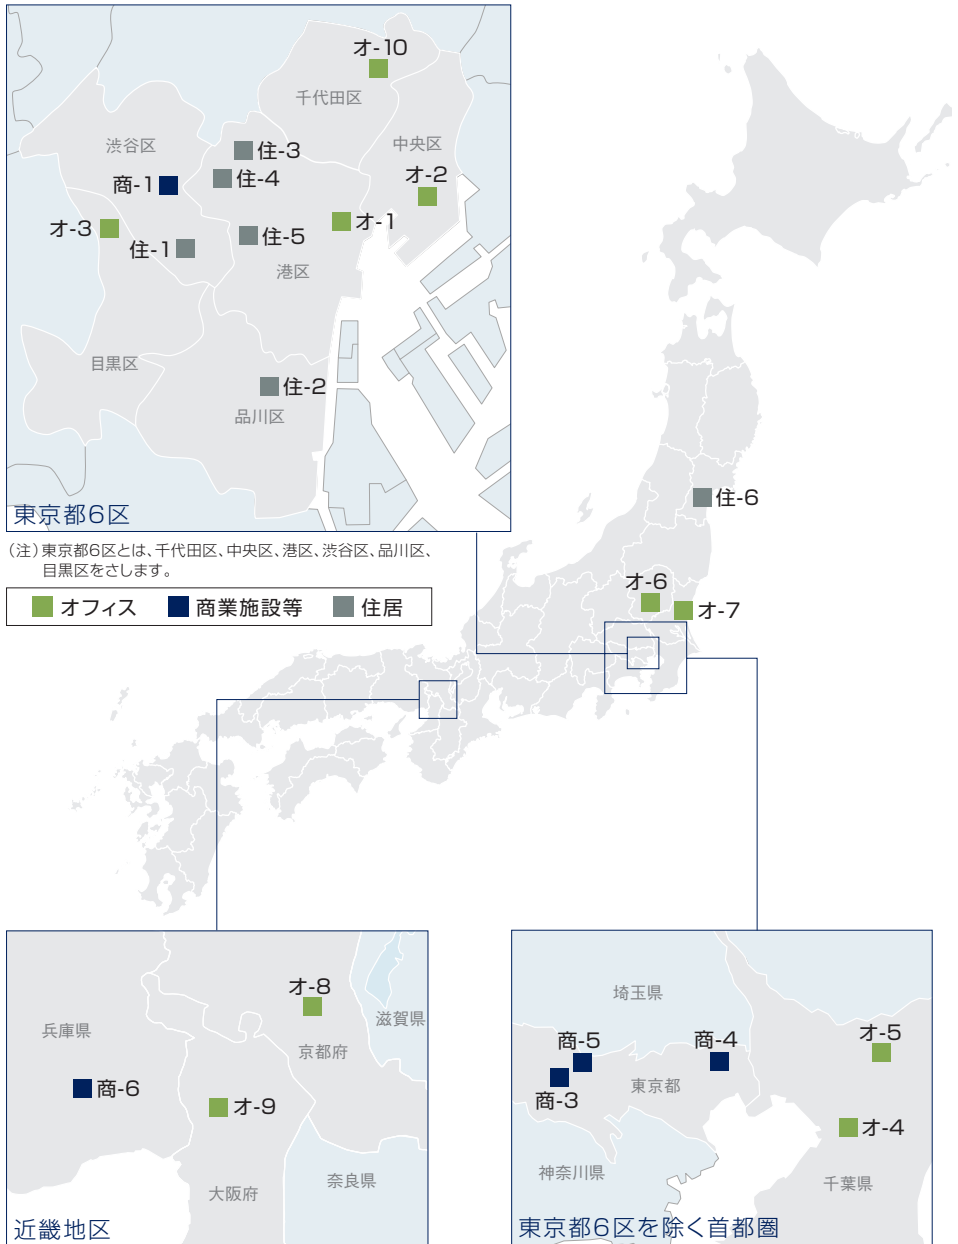 オ-10
千代田区
渋谷区
中央区
住-3
住-4
商-1
オ-2
オ-3
オ-1
住-5
住-1
港区
目黒区
住-2
品川区
東京都6区
(注)東京都6区とは、千代田区、中央区、港区、渋谷区、品川区、
目黒区をさします。
オフィス 商業施設等 住居
住-6
オ-6
オ-7
オ-8
滋賀県
兵庫県
京都府
商-6
オ-9
奈良県
大阪府
近畿地区
埼玉県
商-5
商-4
オ-5
商-3
東京都
オ-4
神奈川県
千葉県
東京都6区を除く首都圏